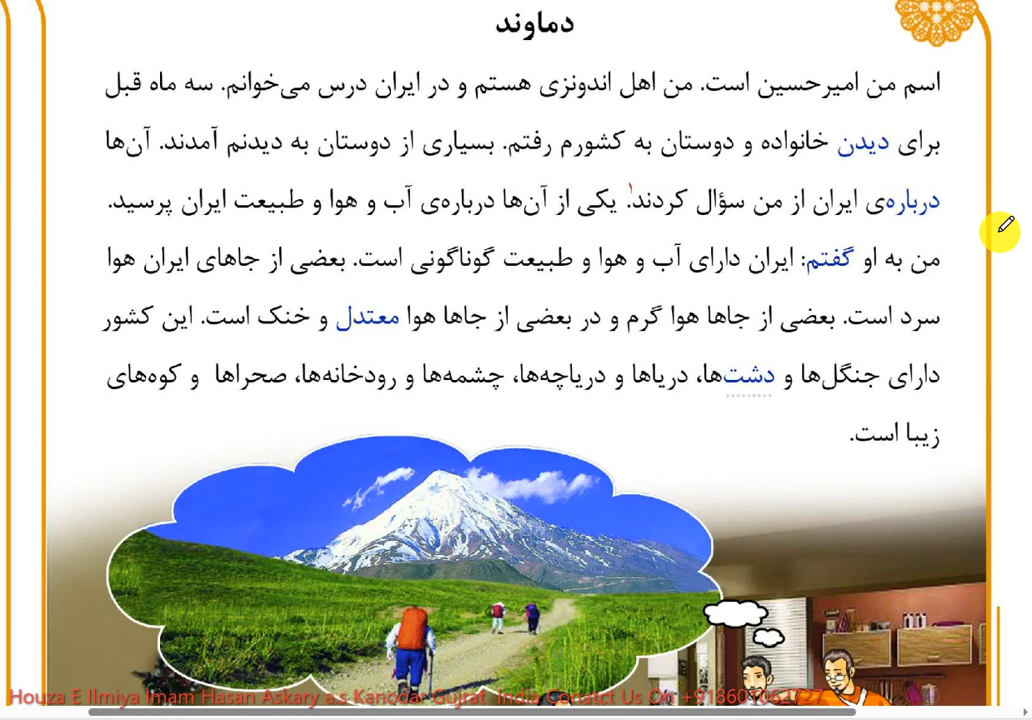 دماوند
اسم من امیرحسین است. من اهل اندونزی هستم و در ایران درس می‌خوانم. سه ماه قبل
برای دیدن خانواده و دوستان به کشورم رفتم. بسیاری از دوستان به دیدنم آمدند. آن‌ها
درباره‌ی ایران از من سؤال کردند. یکی از آن‌ها درباره‌ی آب و هوا و طبیعت ایران پرسید.
من به او گفتم: ایران دارای آب و هوا و طبیعت گوناگونی است. بعضی از جاهای ایران هوا
سرد است. بعضی از جاها هوا گرم و در بعضی از جاها هوا معتدل و خنک است. این کشور
دارای جنگل‌ها و دشت‌ها، دریاها و دریاچه‌ها، چشمه‌ها و رودخانه‌ها، صحراها و کوه‌های
زیبا است.
Houza E Ilmiya Imam Hasan Askary a.s Kanodar Gujrat India Conatct Us On